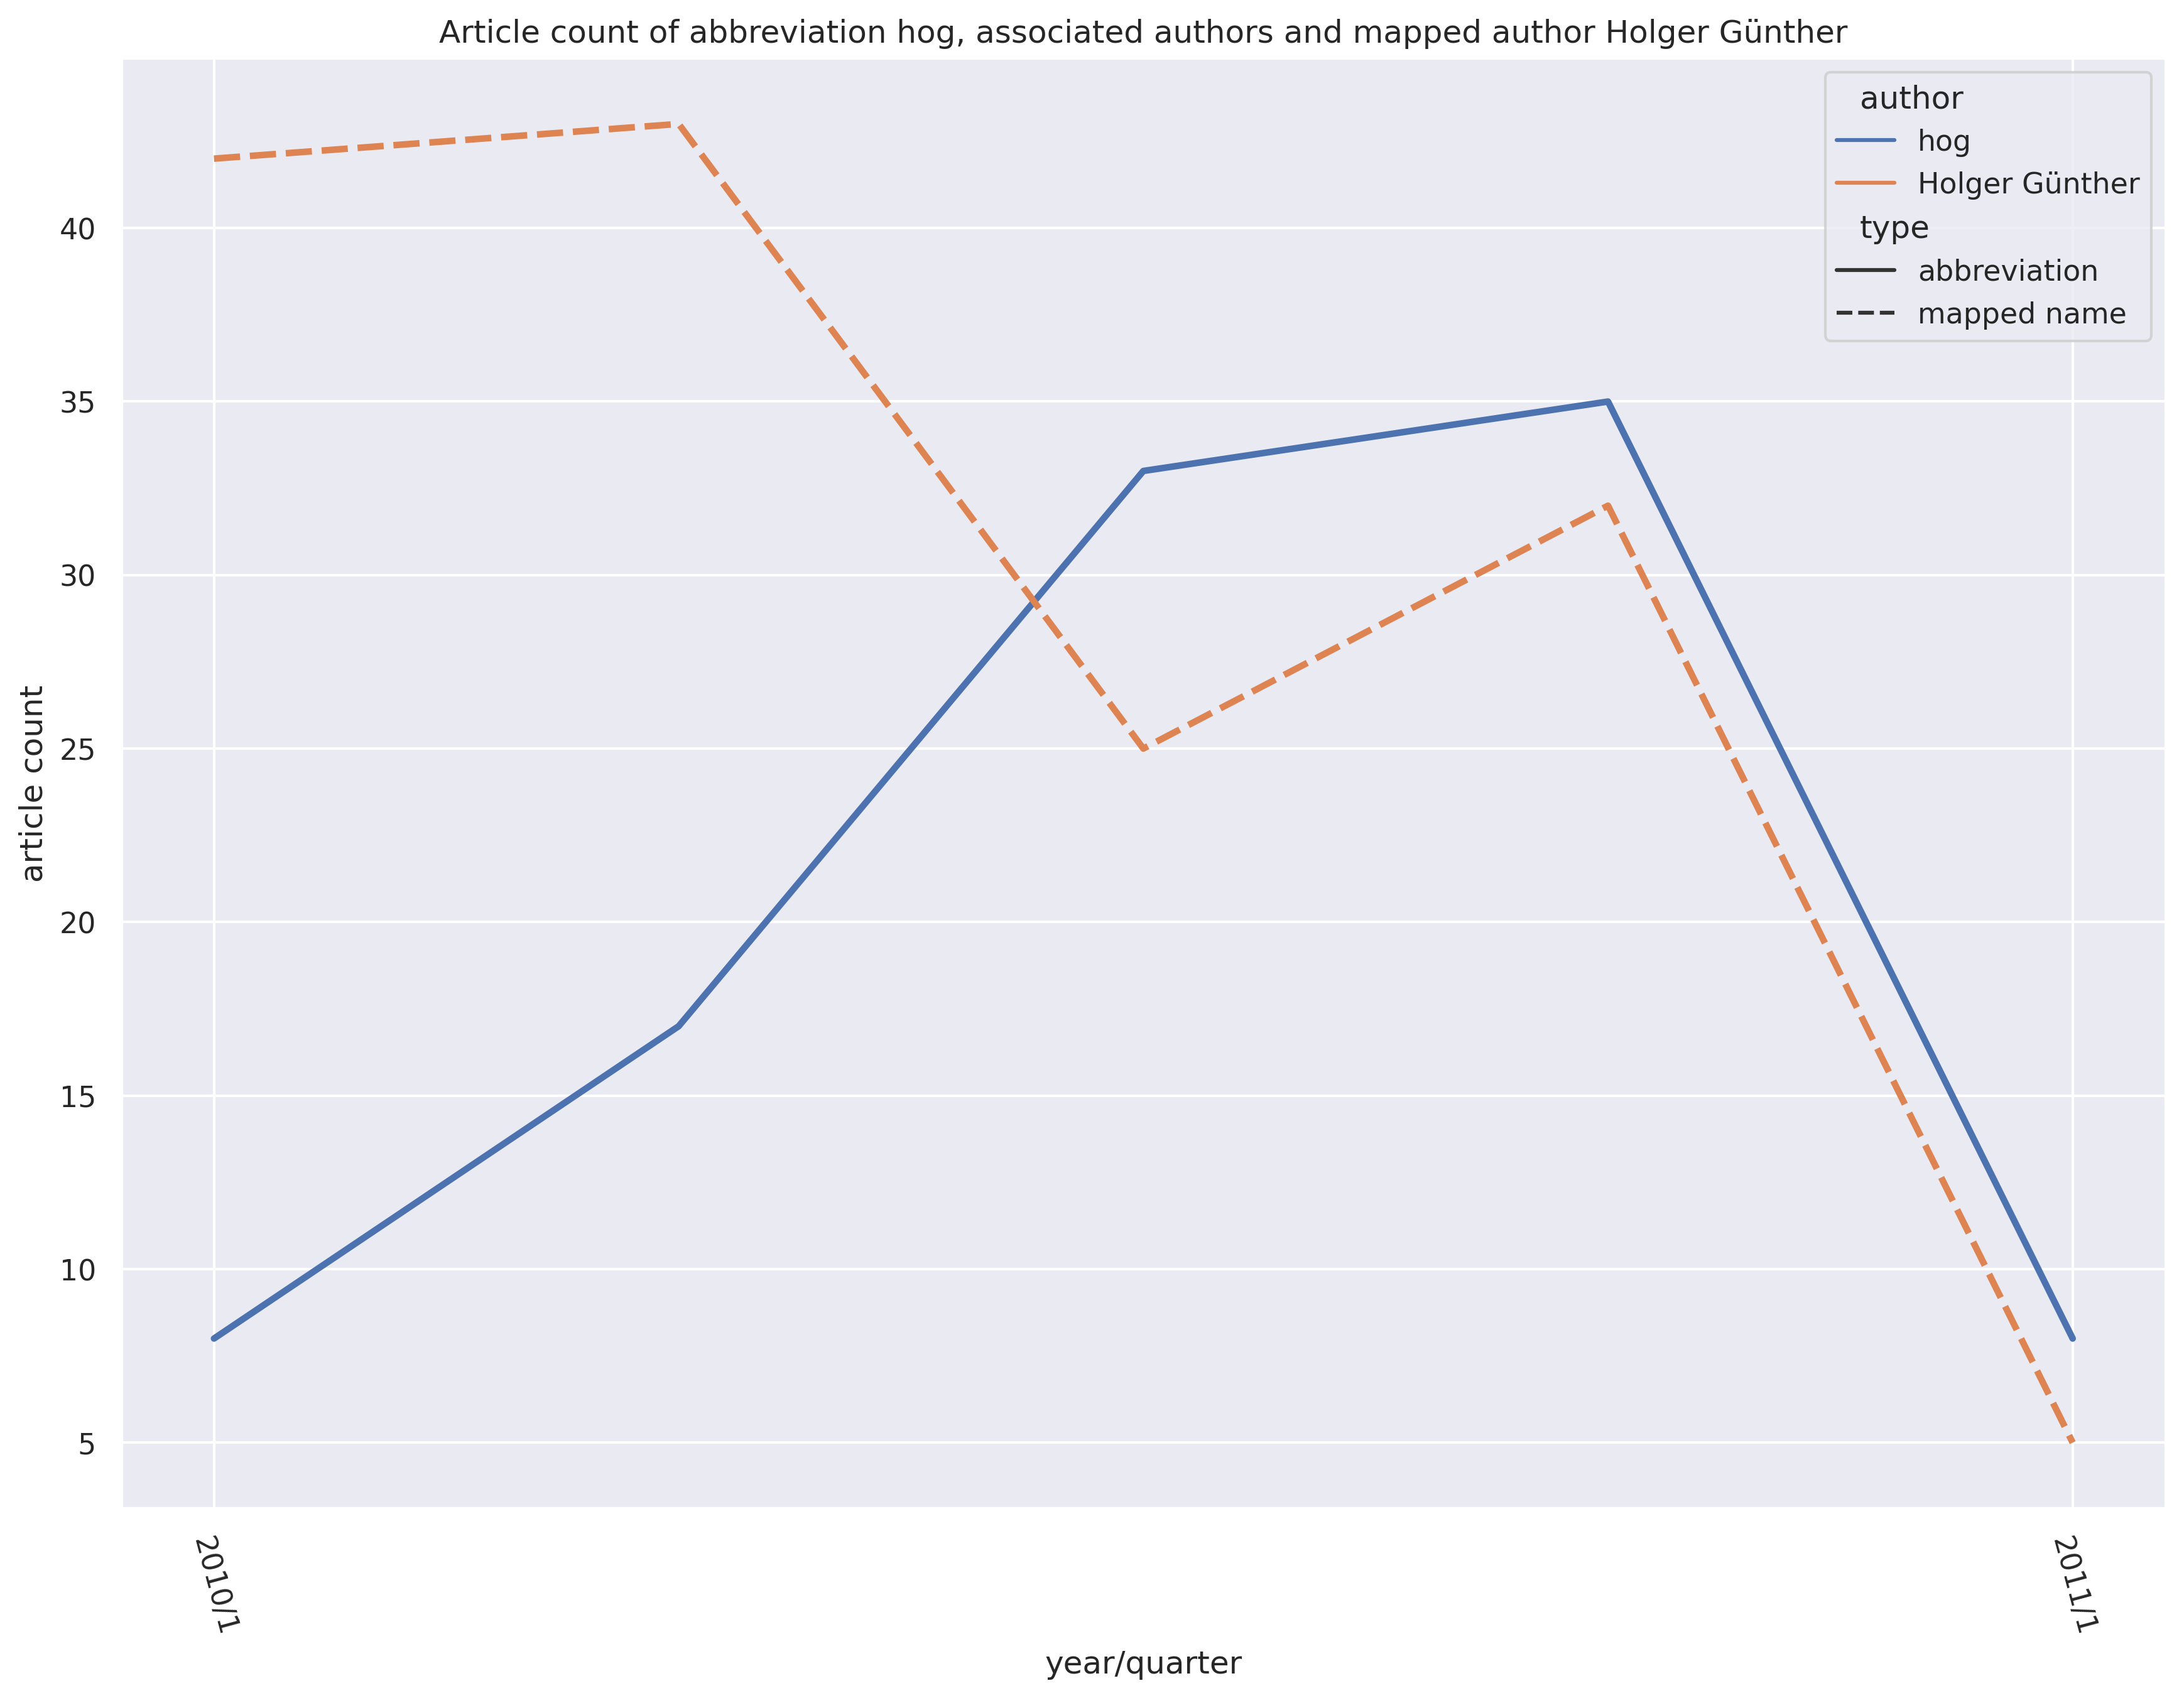 Article count of abbreviation hog, associated authors and mapped author Holger Günther
author
hog
Holger Günther
type
abbreviation
mapped name
article count
40
35
30
25
20
15
10
5
2010/1
2011/1
year/quarter